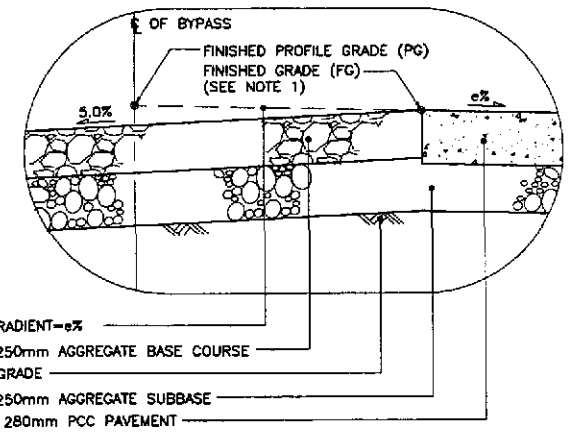 ℄ OF BYPASS
FINISHED PROFILE GRADE (PG)
FINISHED GRADE (FG)
(SEE NOTE 1)
5.0%
e%
RADIENT=e%
250mm AGGREGATE BASE COURSE
GRADE
250mm AGGREGATE SUBBASE
280mm PCC PAVEMENT